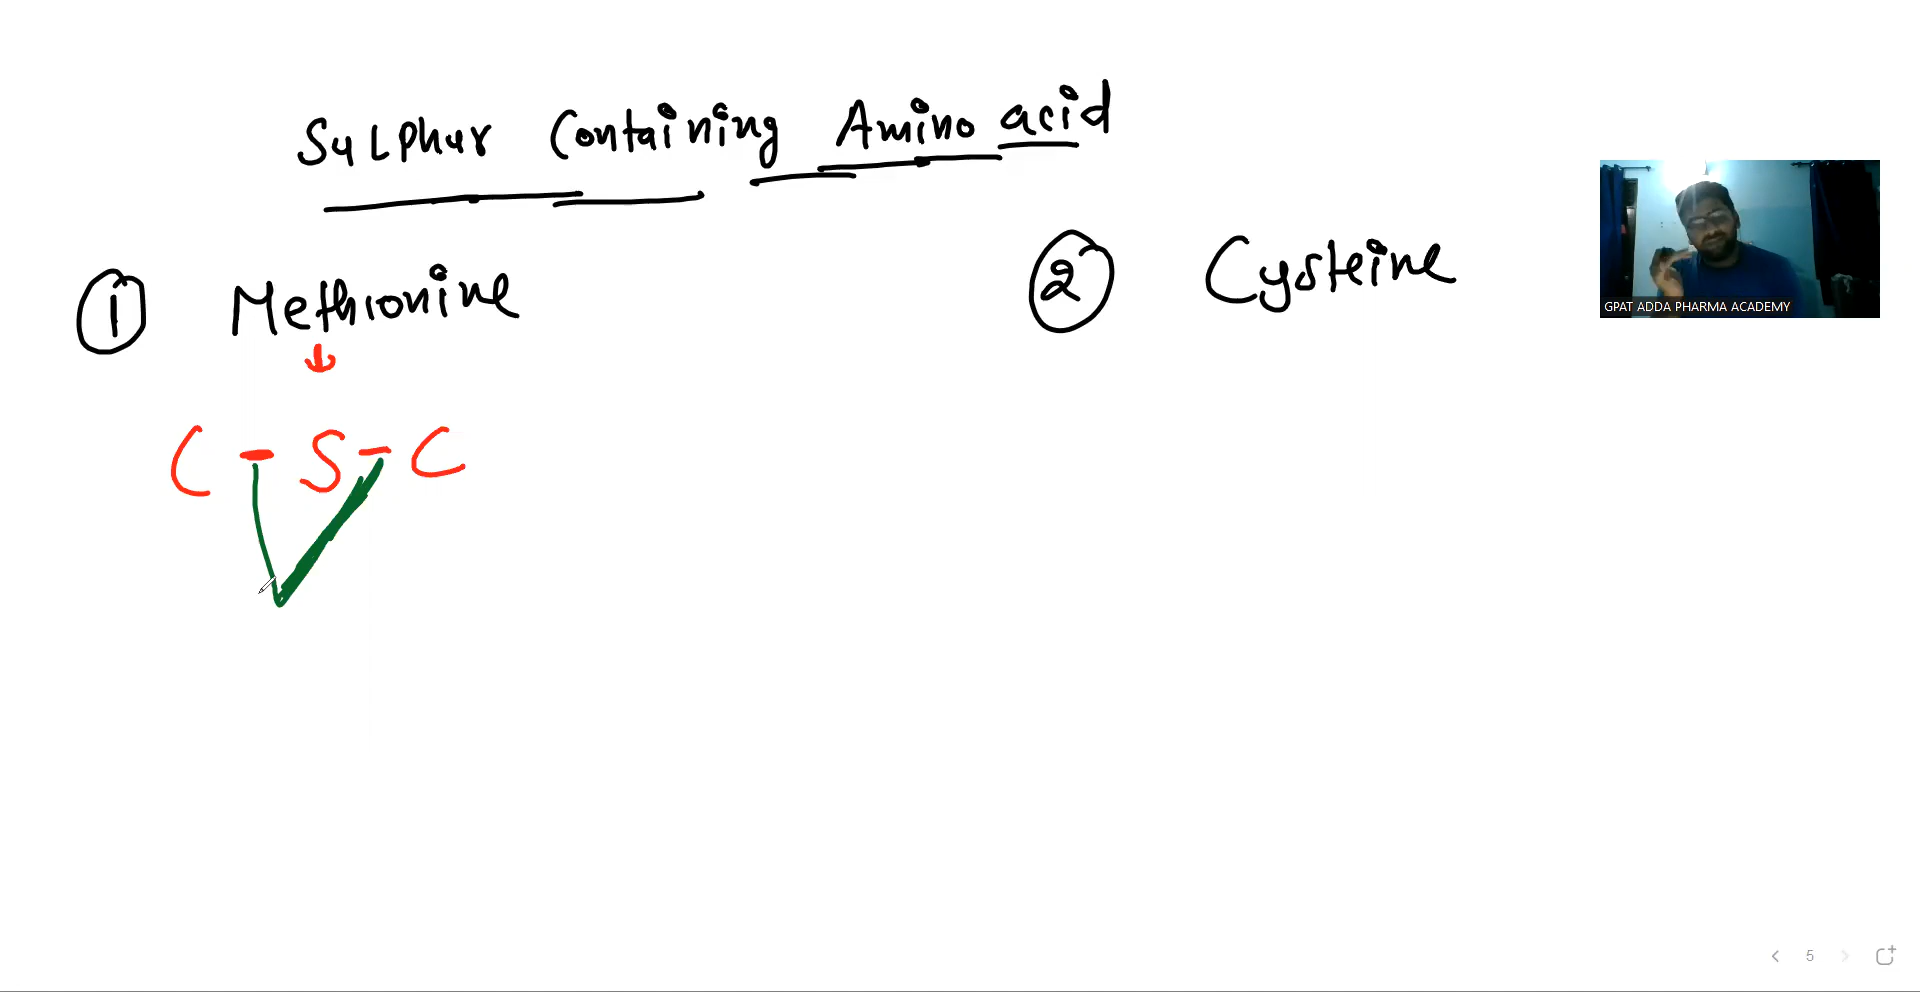 Sulphur Containing Amino acid
① Methionine
② Cysteine
C - S - C
GPAT ADDA PHARMA ACADEMY
5